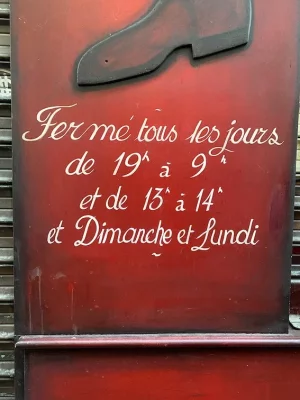 Fermé tous les jours
de 19h à 9h
et de 13h à 14h
et Dimanche et Lundi